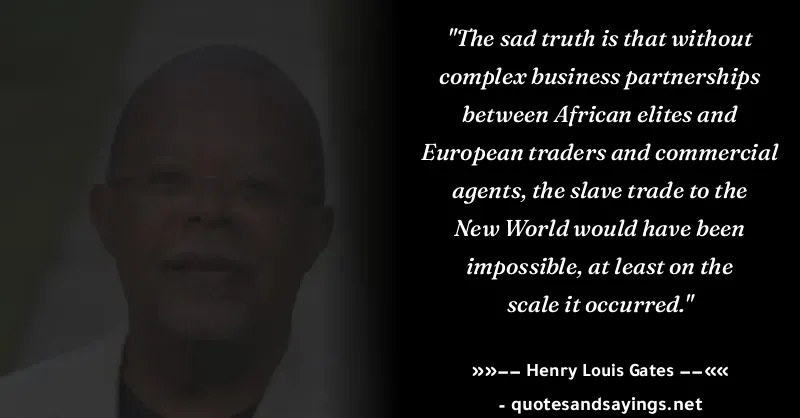 "The sad truth is that without
complex business partnerships
between African elites and
European traders and commercial
agents, the slave trade to the
New World would have been
impossible, at least on the
scale it occurred."
»»−− Henry Louis Gates −−««
- quotesandsayings.net